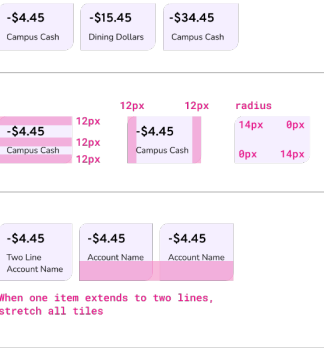 -$4.45 -$15.45 -$34.45
Campus Cash Dining Dollars Campus Cash
12px 12px radius
12px 14px 0px
-$4.45 -$4.45
12px
Campus Cash Campus Cash 0px 14px
12px
-$4.45 -$4.45 -$4.45
Two Line Account Name Account Name
Account Name
When one item extends to two lines,
stretch all tiles